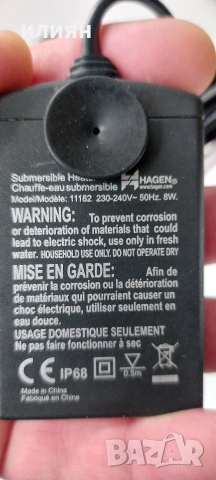 илиян
Submersible Heater
Chauffe-eau submersible
HAGEN®
www.hagen.com
Model/Modèle: 11182 230-240V~ 50Hz. 8W.
WARNING: To prevent corrosion
or deterioration of materials that could
lead to electric shock, use only in fresh
water. HOUSEHOLD USE ONLY. Do not operate dry.
MISE EN GARDE: Afin de
prévenir la corrosion ou la détérioration
de matériaux qui pourraient causer un
choc électrique, utiliser seulement en
eau douce.
USAGE DOMESTIQUE SEULEMENT
Ne pas faire fonctionner à sec
CE IP68
0.5m
Made in China
Fabriqué en Chine
BAZAR